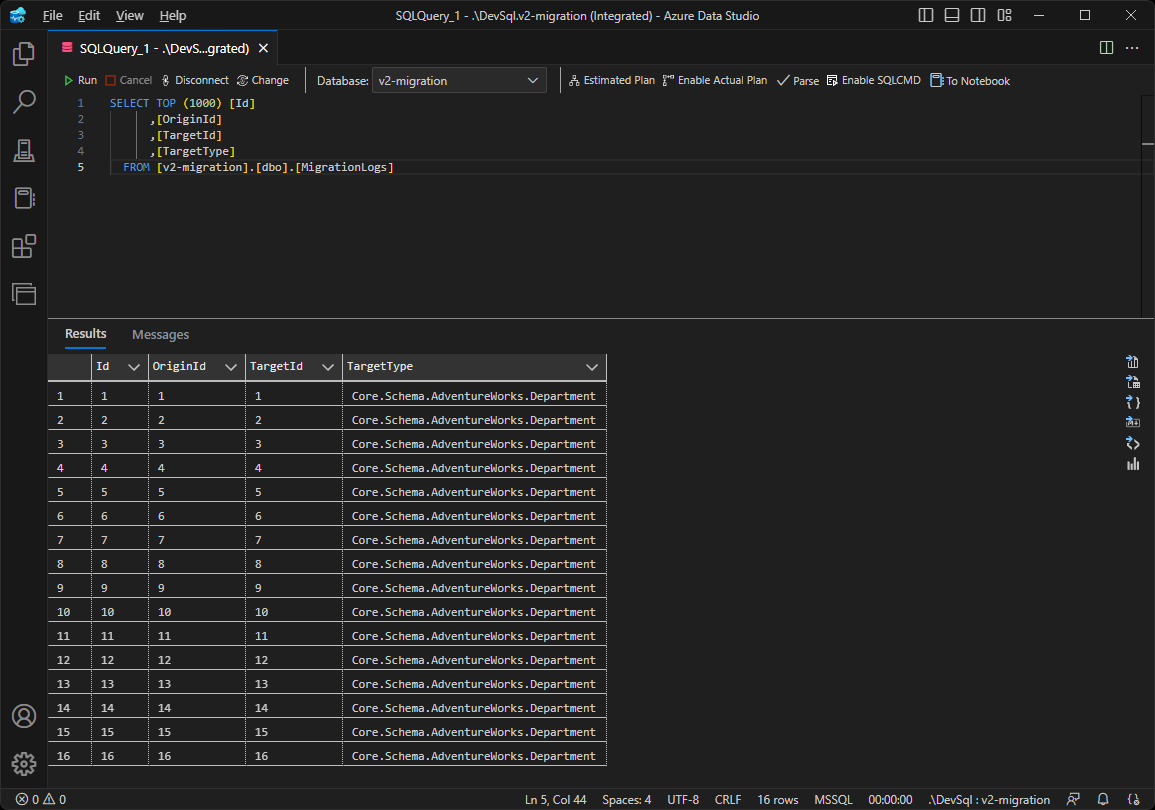 File Edit View Help SQLQuery_1 - .\DevSql.v2-migration (Integrated) - Azure Data Studio
SQLQuery_1 - .\DevS...grated)
Run Cancel Disconnect Change Database: v2-migration Estimated Plan Enable Actual Plan Parse Enable SQLCMD To Notebook
1 SELECT TOP (1000) [Id]
2 ,[OriginId]
3 ,[TargetId]
4 ,[TargetType]
5 FROM [v2-migration].[dbo].[MigrationLogs]
Results Messages
Id OriginId TargetId TargetType
1 1 1 1 Core.Schema.AdventureWorks.Department
2 2 2 2 Core.Schema.AdventureWorks.Department
3 3 3 3 Core.Schema.AdventureWorks.Department
4 4 4 4 Core.Schema.AdventureWorks.Department
5 5 5 5 Core.Schema.AdventureWorks.Department
6 6 6 6 Core.Schema.AdventureWorks.Department
7 7 7 7 Core.Schema.AdventureWorks.Department
8 8 8 8 Core.Schema.AdventureWorks.Department
9 9 9 9 Core.Schema.AdventureWorks.Department
10 10 10 10 Core.Schema.AdventureWorks.Department
11 11 11 11 Core.Schema.AdventureWorks.Department
12 12 12 12 Core.Schema.AdventureWorks.Department
13 13 13 13 Core.Schema.AdventureWorks.Department
14 14 14 14 Core.Schema.AdventureWorks.Department
15 15 15 15 Core.Schema.AdventureWorks.Department
16 16 16 16 Core.Schema.AdventureWorks.Department
0 0 Ln 5, Col 44 Spaces: 4 UTF-8 CRLF 16 rows MSSQL 00:00:00 .\DevSql : v2-migration